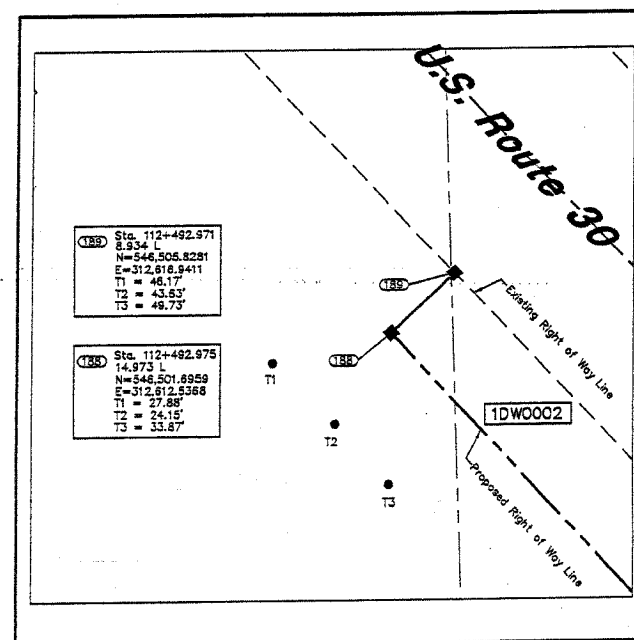 U.S. Route 30
189
Sta. 112+492.971
8.934 L
N=546,505.8281
E=312,616.9411
T1 = 46.17'
T2 = 43.53'
T3 = 49.73'
189
Existing Right of Way Line
188
Sta. 112+492.975
14.973 L
N=546,501.6959
E=312,612.5368
T1 = 27.88'
T2 = 24.15'
T3 = 33.87'
188
T1
1DW0002
T2
T3
Proposed Right of Way Line